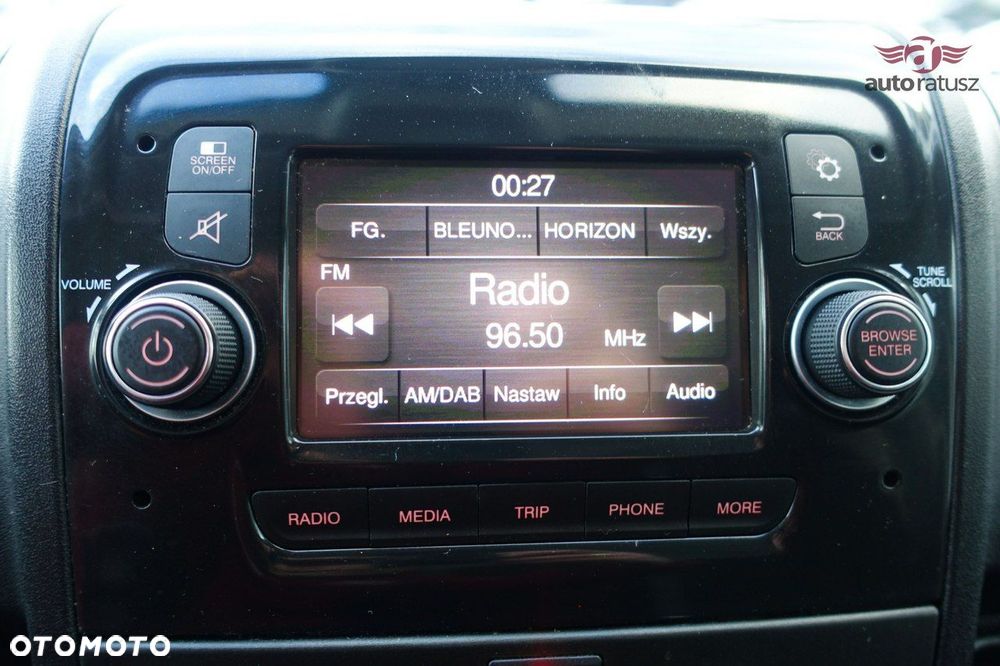 autoratusz
SCREEN
ON/OFF
BACK
VOLUME
TUNE
SCROLL
00:27
FG. BLEUNO... HORIZON Wszy.
FM
Radio
96.50 MHz
BROWSE
ENTER
Przegl. AM/DAB Nastaw Info Audio
RADIO MEDIA TRIP PHONE MORE
OTOMOTO